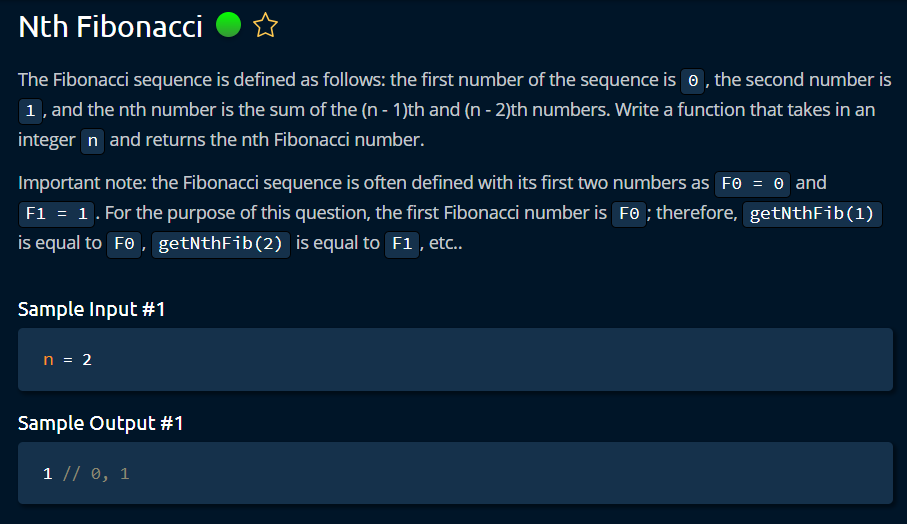 Nth Fibonacci
The Fibonacci sequence is defined as follows: the first number of the sequence is 0, the second number is
1, and the nth number is the sum of the (n - 1)th and (n - 2)th numbers. Write a function that takes in an
integer n and returns the nth Fibonacci number.
Important note: the Fibonacci sequence is often defined with its first two numbers as F0 = 0 and
F1 = 1. For the purpose of this question, the first Fibonacci number is F0; therefore, getNthFib(1)
is equal to F0, getNthFib(2) is equal to F1, etc..
Sample Input #1
n = 2
Sample Output #1
1 // 0, 1